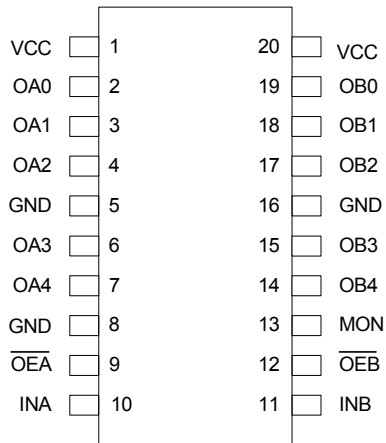 VCC 1 20 VCC
OA0 2 19 OB0
OA1 3 18 OB1
OA2 4 17 OB2
GND 5 16 GND
OA3 6 15 OB3
OA4 7 14 OB4
GND 8 13 MON
O̅E̅A̅ 9 12 O̅E̅B̅
INA 10 11 INB